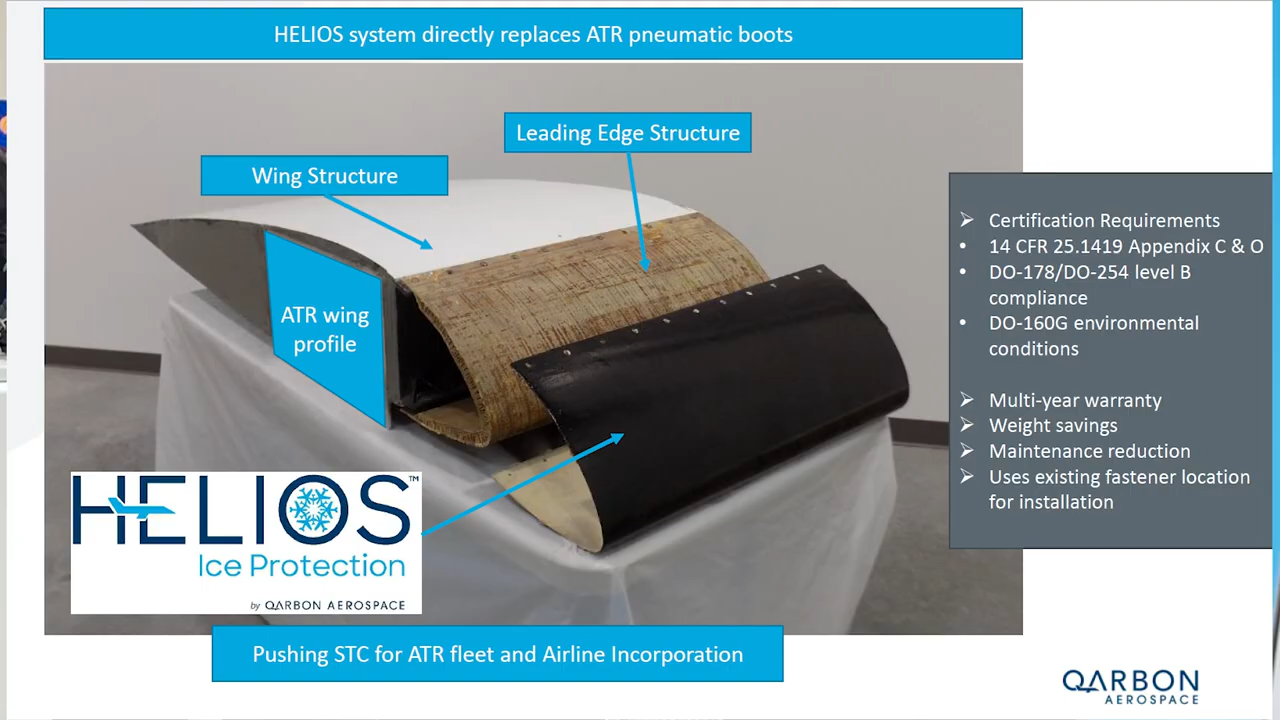 HELIOS system directly replaces ATR pneumatic boots
Leading Edge Structure
Wing Structure
ATR wing
profile
➢ Certification Requirements
• 14 CFR 25.1419 Appendix C & O
• DO-178/DO-254 level B
compliance
• DO-160G environmental
conditions
➢ Multi-year warranty
➢ Weight savings
➢ Maintenance reduction
➢ Uses existing fastener location
for installation
HELIOS™
Ice Protection
by QARBON AEROSPACE
Pushing STC for ATR fleet and Airline Incorporation
QARBON
AEROSPACE